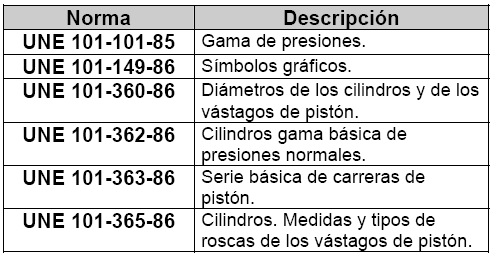 Norma Descripción
UNE 101-101-85 Gama de presiones.
UNE 101-149-86 Símbolos gráficos.
UNE 101-360-86 Diámetros de los cilindros y de los
vástagos de pistón.
UNE 101-362-86 Cilindros gama básica de
presiones normales.
UNE 101-363-86 Serie básica de carreras de
pistón.
UNE 101-365-86 Cilindros. Medidas y tipos de
roscas de los vástagos de pistón.